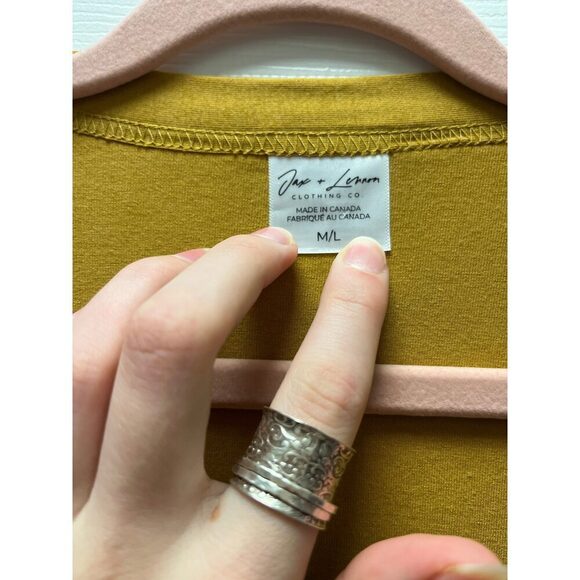 Jax + Lennon
CLOTHING CO.
MADE IN CANADA
FABRIQUÉ AU CANADA
M/L